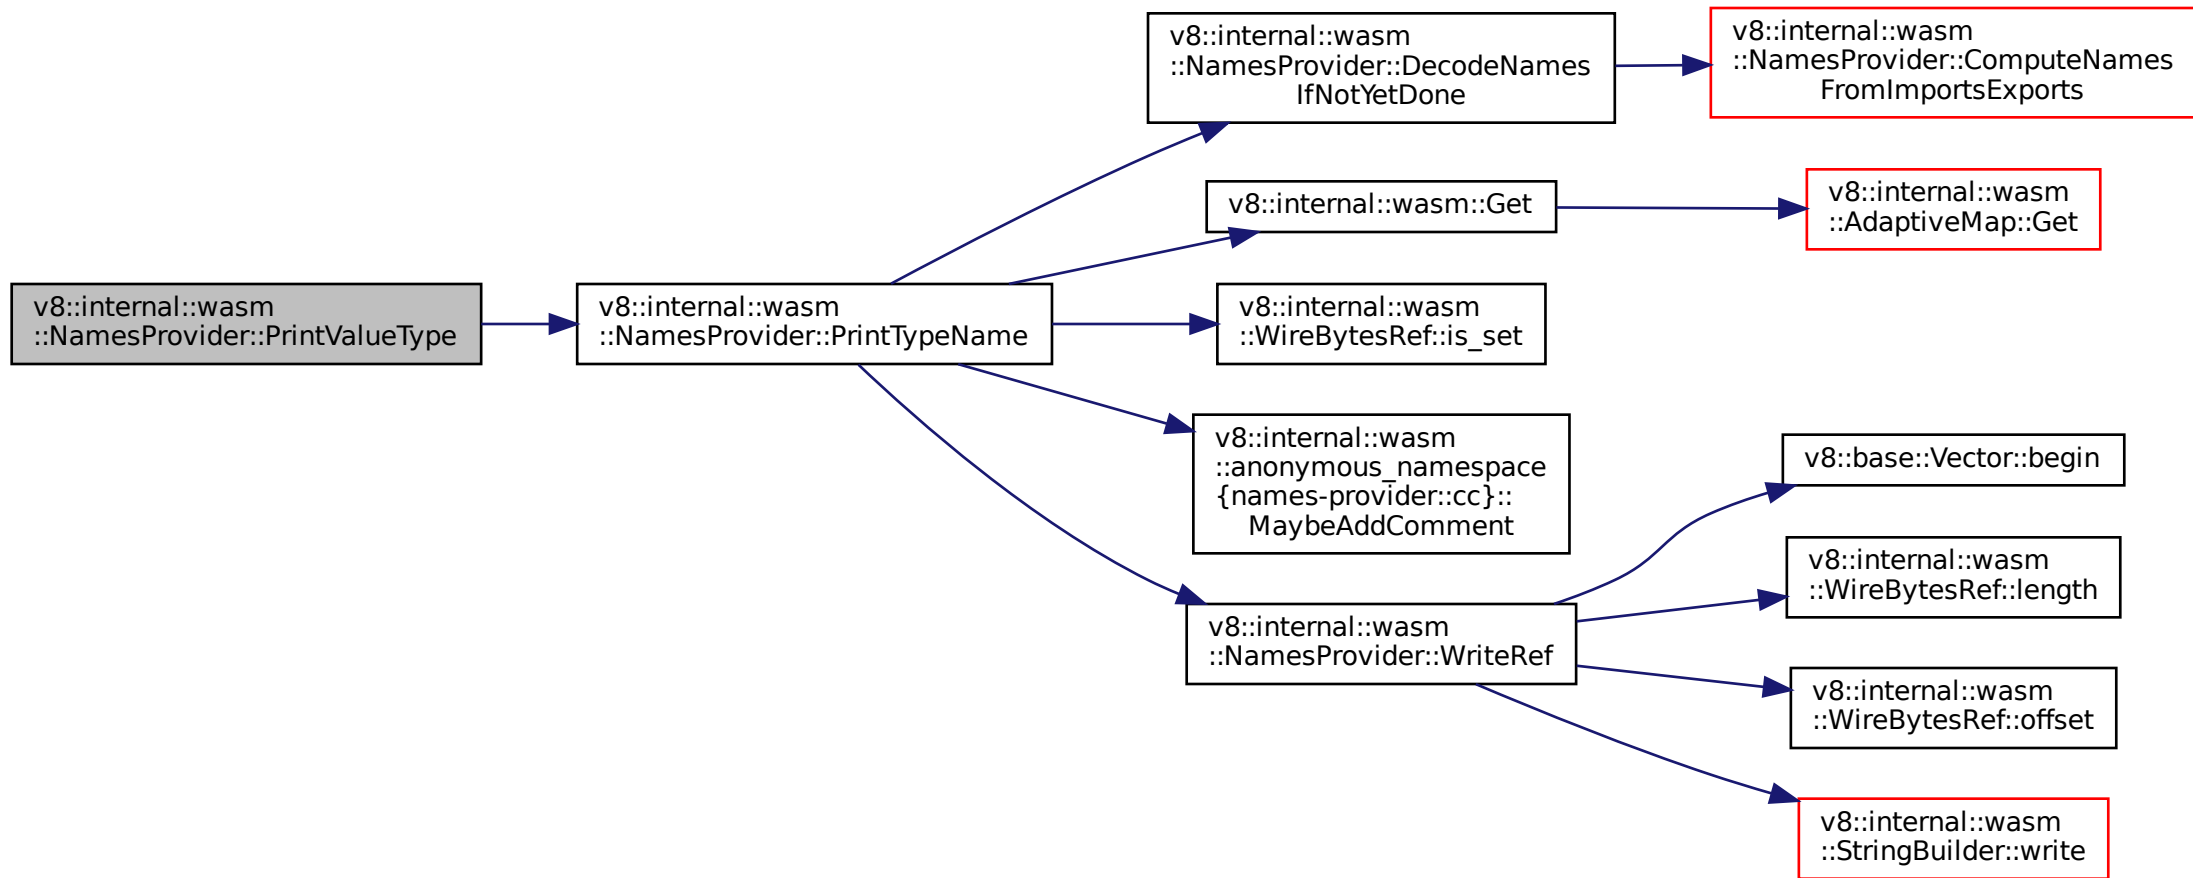 v8::internal::wasm
::NamesProvider::PrintValueType
v8::internal::wasm
::NamesProvider::PrintTypeName
v8::internal::wasm
::NamesProvider::DecodeNames
IfNotYetDone
v8::internal::wasm
::NamesProvider::ComputeNames
FromImportsExports
v8::internal::wasm::Get
v8::internal::wasm
::AdaptiveMap::Get
v8::internal::wasm
::WireBytesRef::is_set
v8::internal::wasm
::anonymous_namespace
{names-provider::cc}::
MaybeAddComment
v8::internal::wasm
::NamesProvider::WriteRef
v8::base::Vector::begin
v8::internal::wasm
::WireBytesRef::length
v8::internal::wasm
::WireBytesRef::offset
v8::internal::wasm
::StringBuilder::write